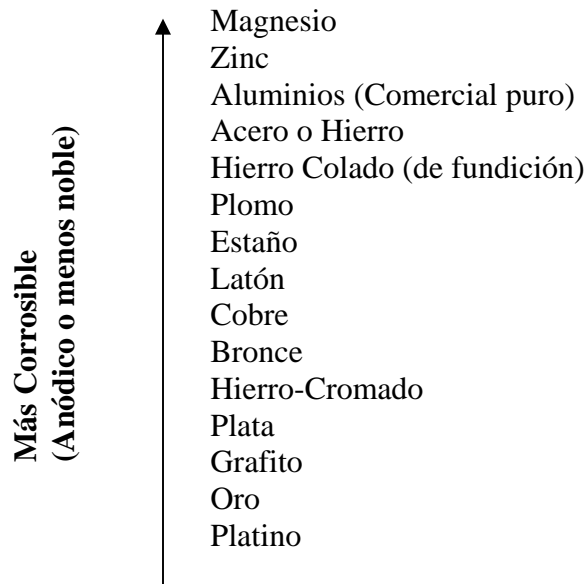 Más Corrosible
(Anódico o menos noble)
Magnesio
Zinc
Aluminios (Comercial puro)
Acero o Hierro
Hierro Colado (de fundición)
Plomo
Estaño
Latón
Cobre
Bronce
Hierro-Cromado
Plata
Grafito
Oro
Platino